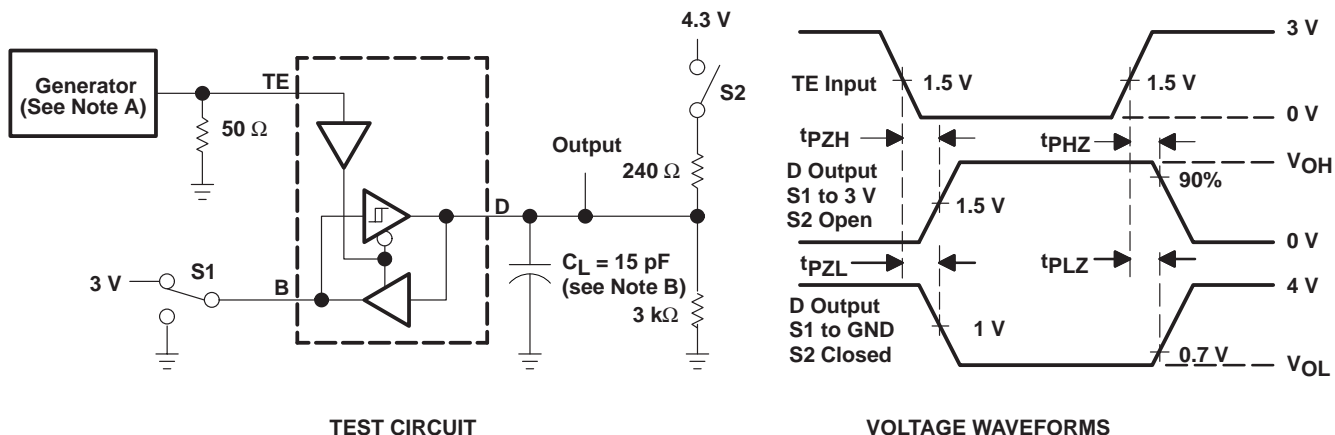 Generator
(See Note A)
50 Ω
TE
3 V
S1
B
D
Output
CL = 15 pF
(see Note B)
4.3 V
S2
240 Ω
3 kΩ
TEST CIRCUIT
TE Input
1.5 V
1.5 V
3 V
0 V
tPZH
tPHZ
D Output
S1 to 3 V
S2 Open
1.5 V
VOH
90%
0 V
tPZL
tPLZ
D Output
S1 to GND
S2 Closed
1 V
4 V
0.7 V
VOL
VOLTAGE WAVEFORMS